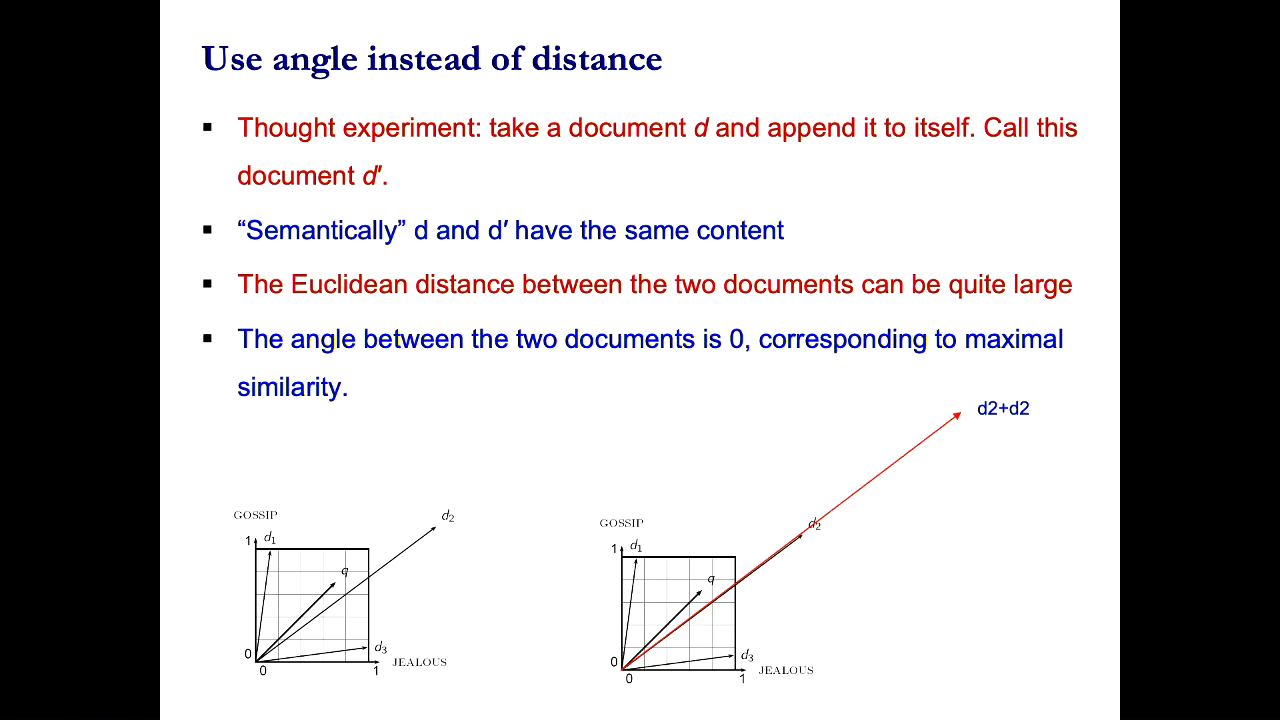 Use angle instead of distance
▪ Thought experiment: take a document d and append it to itself. Call this
document d′.
▪ “Semantically” d and d′ have the same content
▪ The Euclidean distance between the two documents can be quite large
▪ The angle between the two documents is 0, corresponding to maximal
similarity.
d2+d2
GOSSIP
d₂
1
d₁
q
d₃
0
JEALOUS
0
1
GOSSIP
d₂
1
d₁
q
d₃
0
JEALOUS
0
1